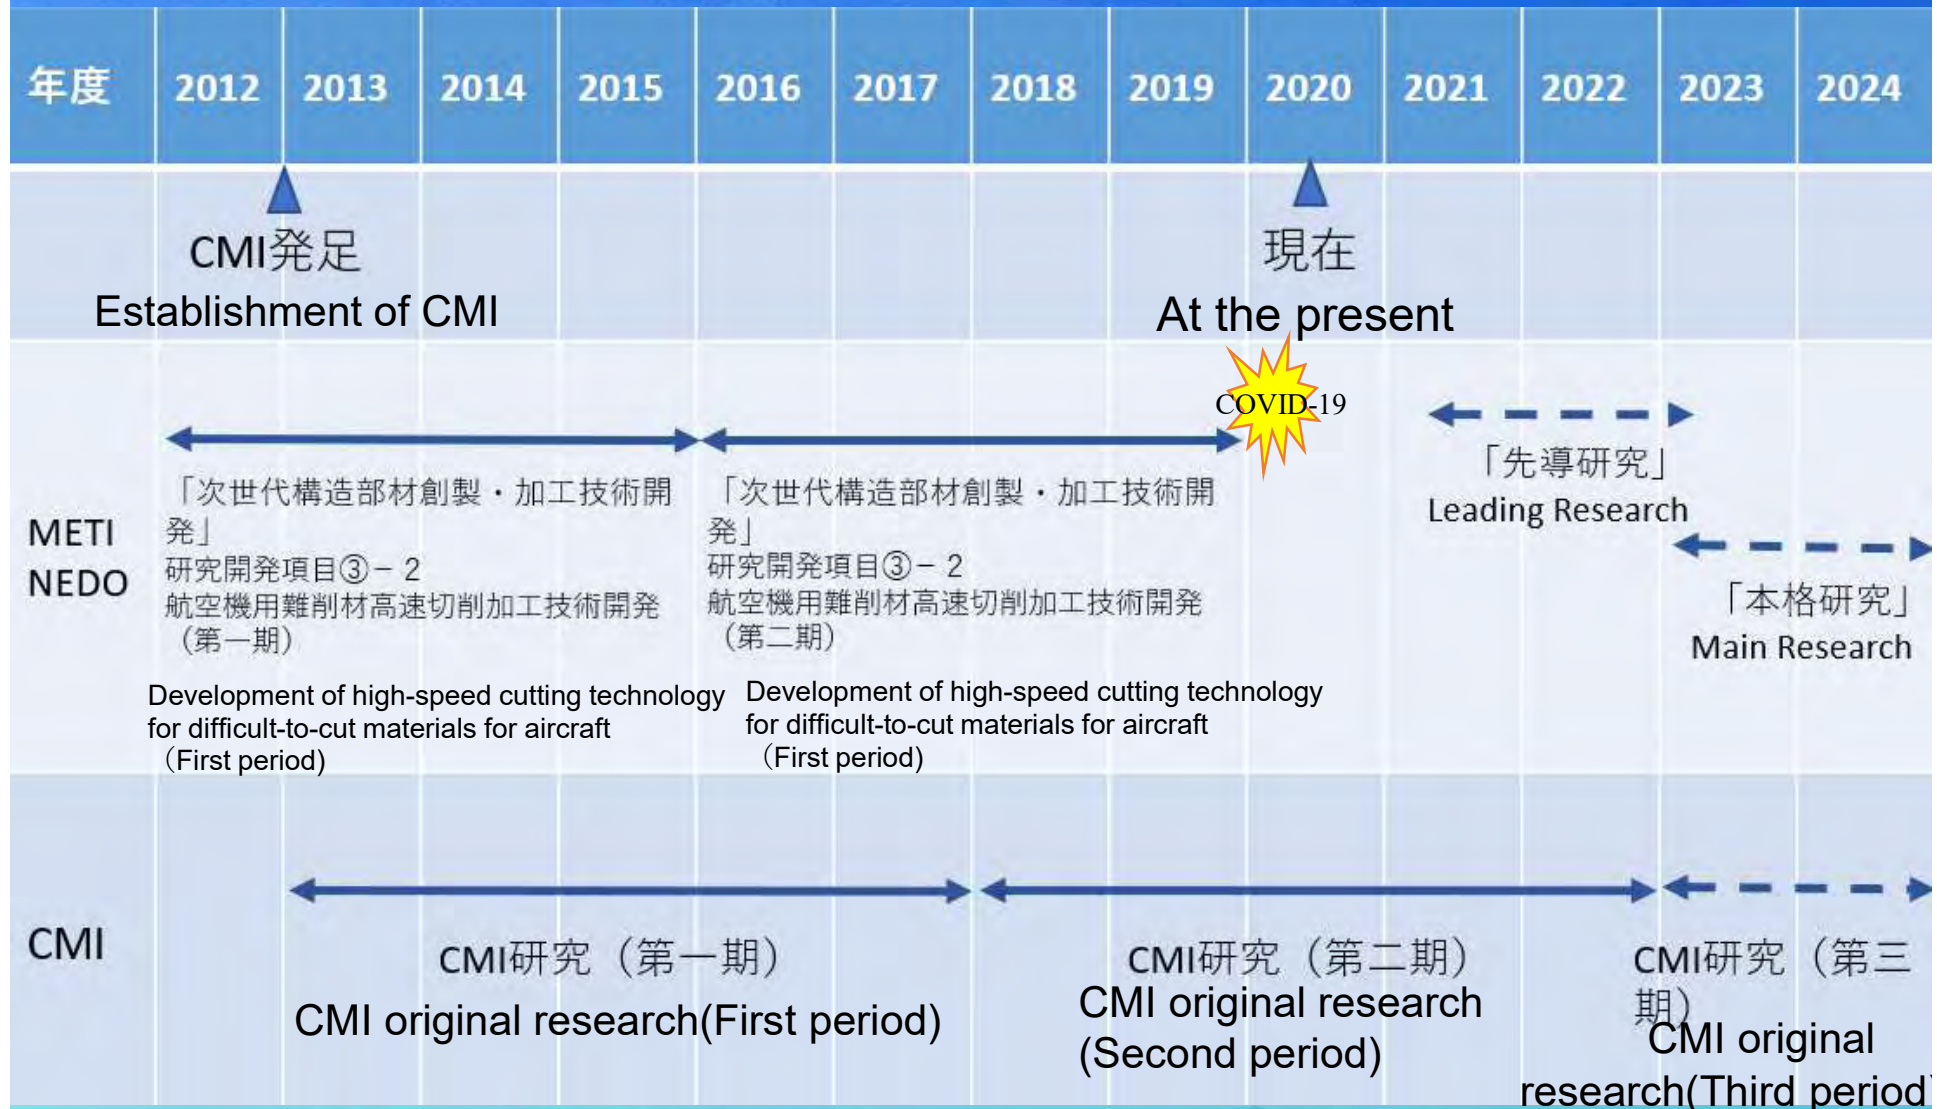 年度 2012 2013 2014 2015 2016 2017 2018 2019 2020 2021 2022 2023 2024
CMI発足
Establishment of CMI
現在
At the present
COVID-19
METI
NEDO
「次世代構造部材創製・加工技術開
発」
研究開発項目③－２
航空機用難削材高速切削加工技術開発
（第一期）
Development of high-speed cutting technology
for difficult-to-cut materials for aircraft
（First period)
「次世代構造部材創製・加工技術開
発」
研究開発項目③－２
航空機用難削材高速切削加工技術開発
（第二期）
Development of high-speed cutting technology
for difficult-to-cut materials for aircraft
（First period)
「先導研究」
Leading Research
「本格研究」
Main Research
CMI
CMI研究（第一期）
CMI original research(First period)
CMI研究（第二期）
CMI original research
(Second period)
CMI研究（第三
期）
CMI original
research(Third period)